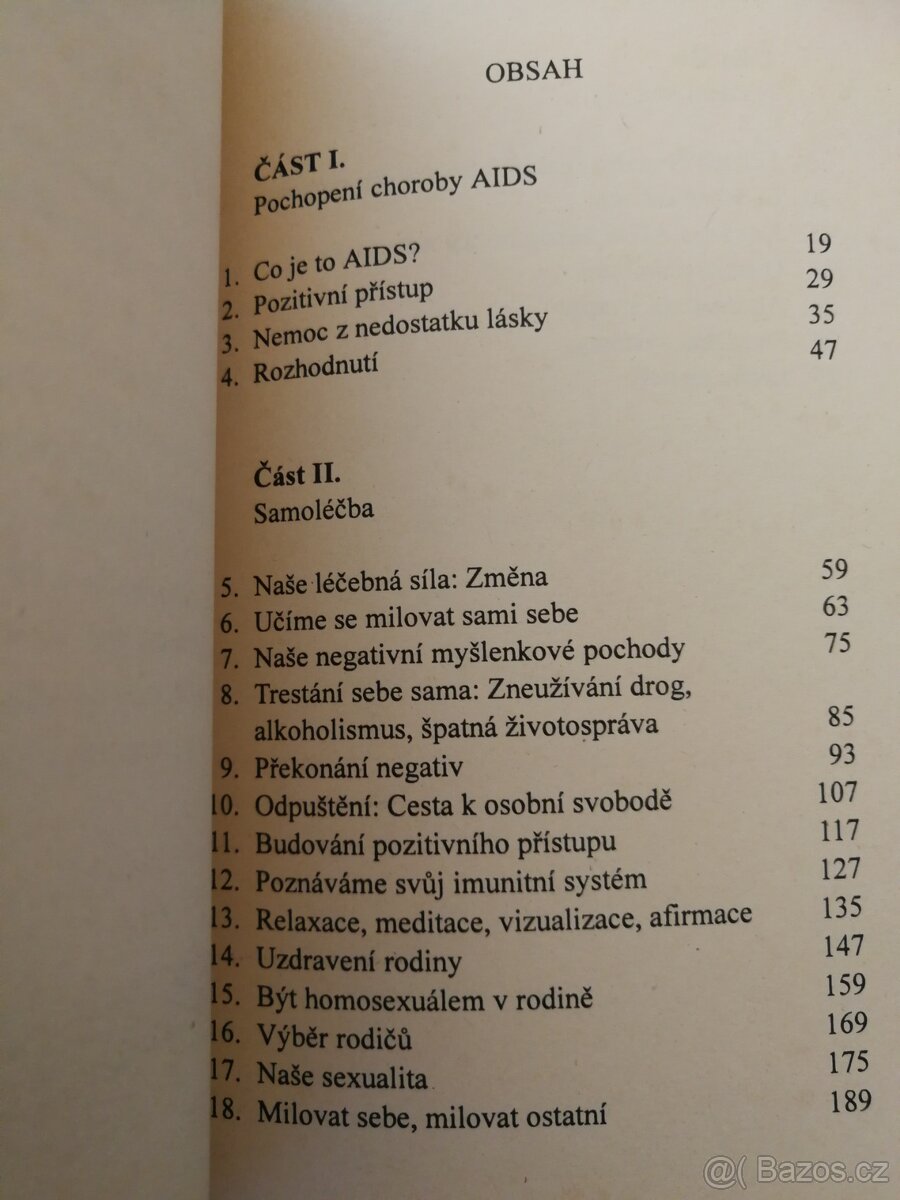 OBSAH
ČÁST I.
Pochopení choroby AIDS
1. Co je to AIDS? 19
2. Pozitivní přístup 29
3. Nemoc z nedostatku lásky 35
4. Rozhodnutí 47
Část II.
Samoléčba
5. Naše léčebná síla: Změna 59
6. Učíme se milovat sami sebe 63
7. Naše negativní myšlenkové pochody 75
8. Trestání sebe sama: Zneužívání drog,
alkoholismus, špatná životospráva 85
9. Překonání negativ 93
10. Odpuštění: Cesta k osobní svobodě 107
11. Budování pozitivního přístupu 117
12. Poznáváme svůj imunitní systém 127
13. Relaxace, meditace, vizualizace, afirmace 135
14. Uzdravení rodiny 147
15. Být homosexuálem v rodině 159
16. Výběr rodičů 169
17. Naše sexualita 175
18. Milovat sebe, milovat ostatní 189
@( Bazos.cz